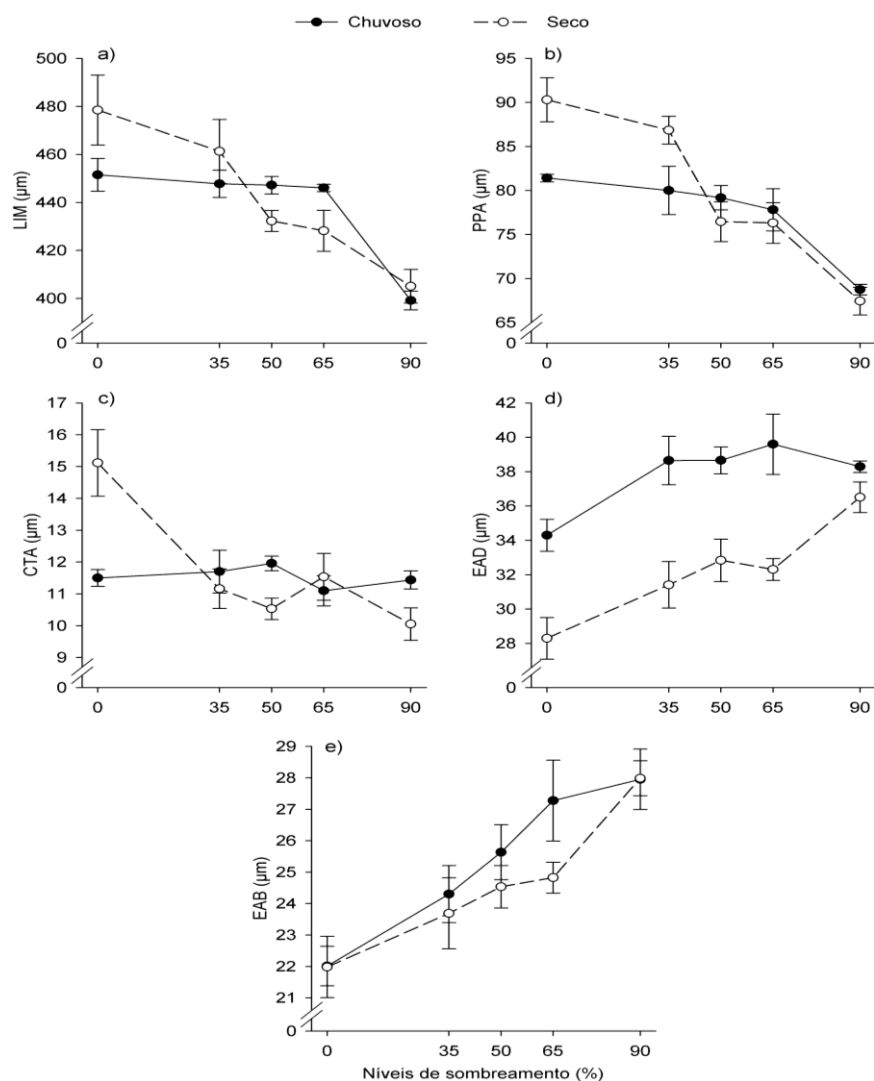 Chuvoso Seco
a)
500
480
460
440
420
400
0
LIM (µm)
0 35 50 65 90
b)
95
90
85
80
75
70
65
0
PPA (µm)
0 35 50 65 90
c)
17
16
15
14
13
12
11
10
9
0
CTA (µm)
0 35 50 65 90
d)
42
40
38
36
34
32
30
28
0
EAD (µm)
0 35 50 65 90
e)
29
28
27
26
25
24
23
22
21
0
EAB (µm)
0 35 50 65 90
Níveis de sombreamento (%)